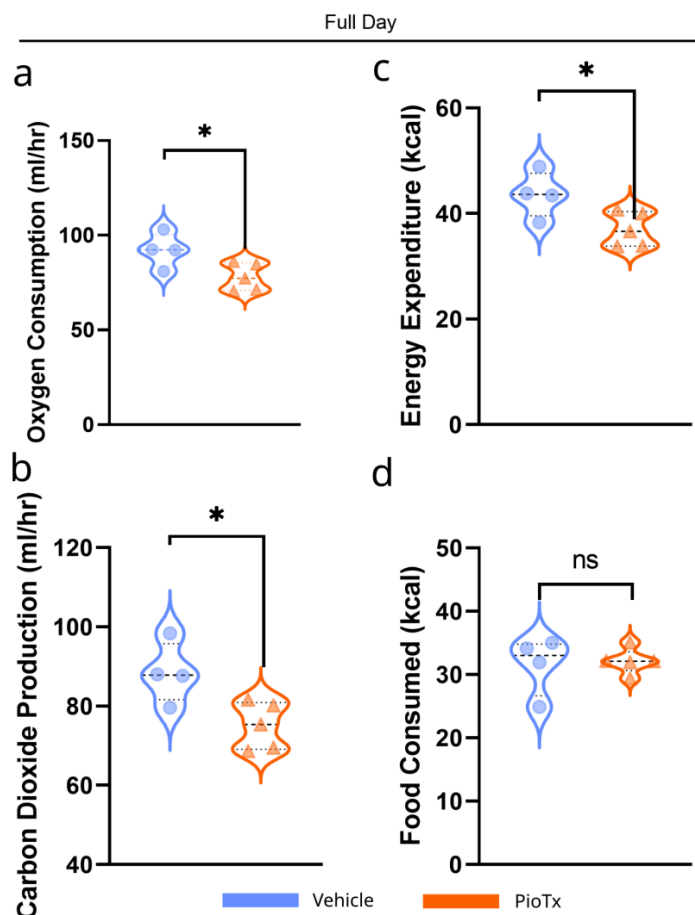 Full Day
a
Oxygen Consumption (ml/hr)
150
100
50
0
*
b
Carbon Dioxide Production (ml/hr)
120
100
80
60
40
*
c
Energy Expenditure (kcal)
60
40
20
0
*
d
Food Consumed (kcal)
50
40
30
20
10
0
ns
Vehicle
PioTx